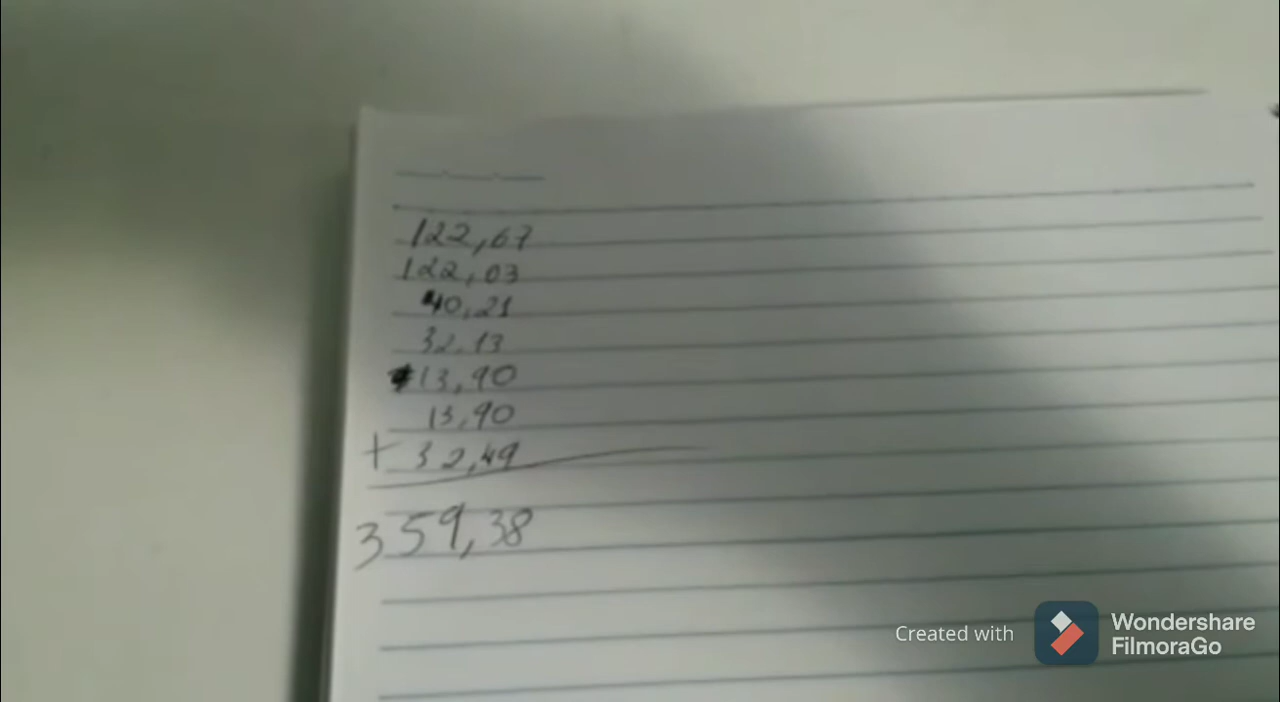 122,67
122,03
40,21
32,13
13,90
13,90
+ 32,49
359,38
Created with
Wondershare
FilmoraGo